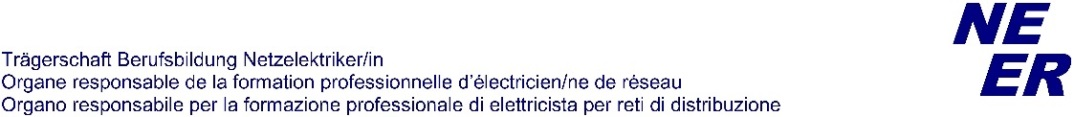 NE
ER
Trägerschaft Berufsbildung Netzelektriker/in
Organe responsable de la formation professionnelle d'électricien/ne de réseau
Organo responsabile per la formazione professionale di elettricista per reti di distribuzione